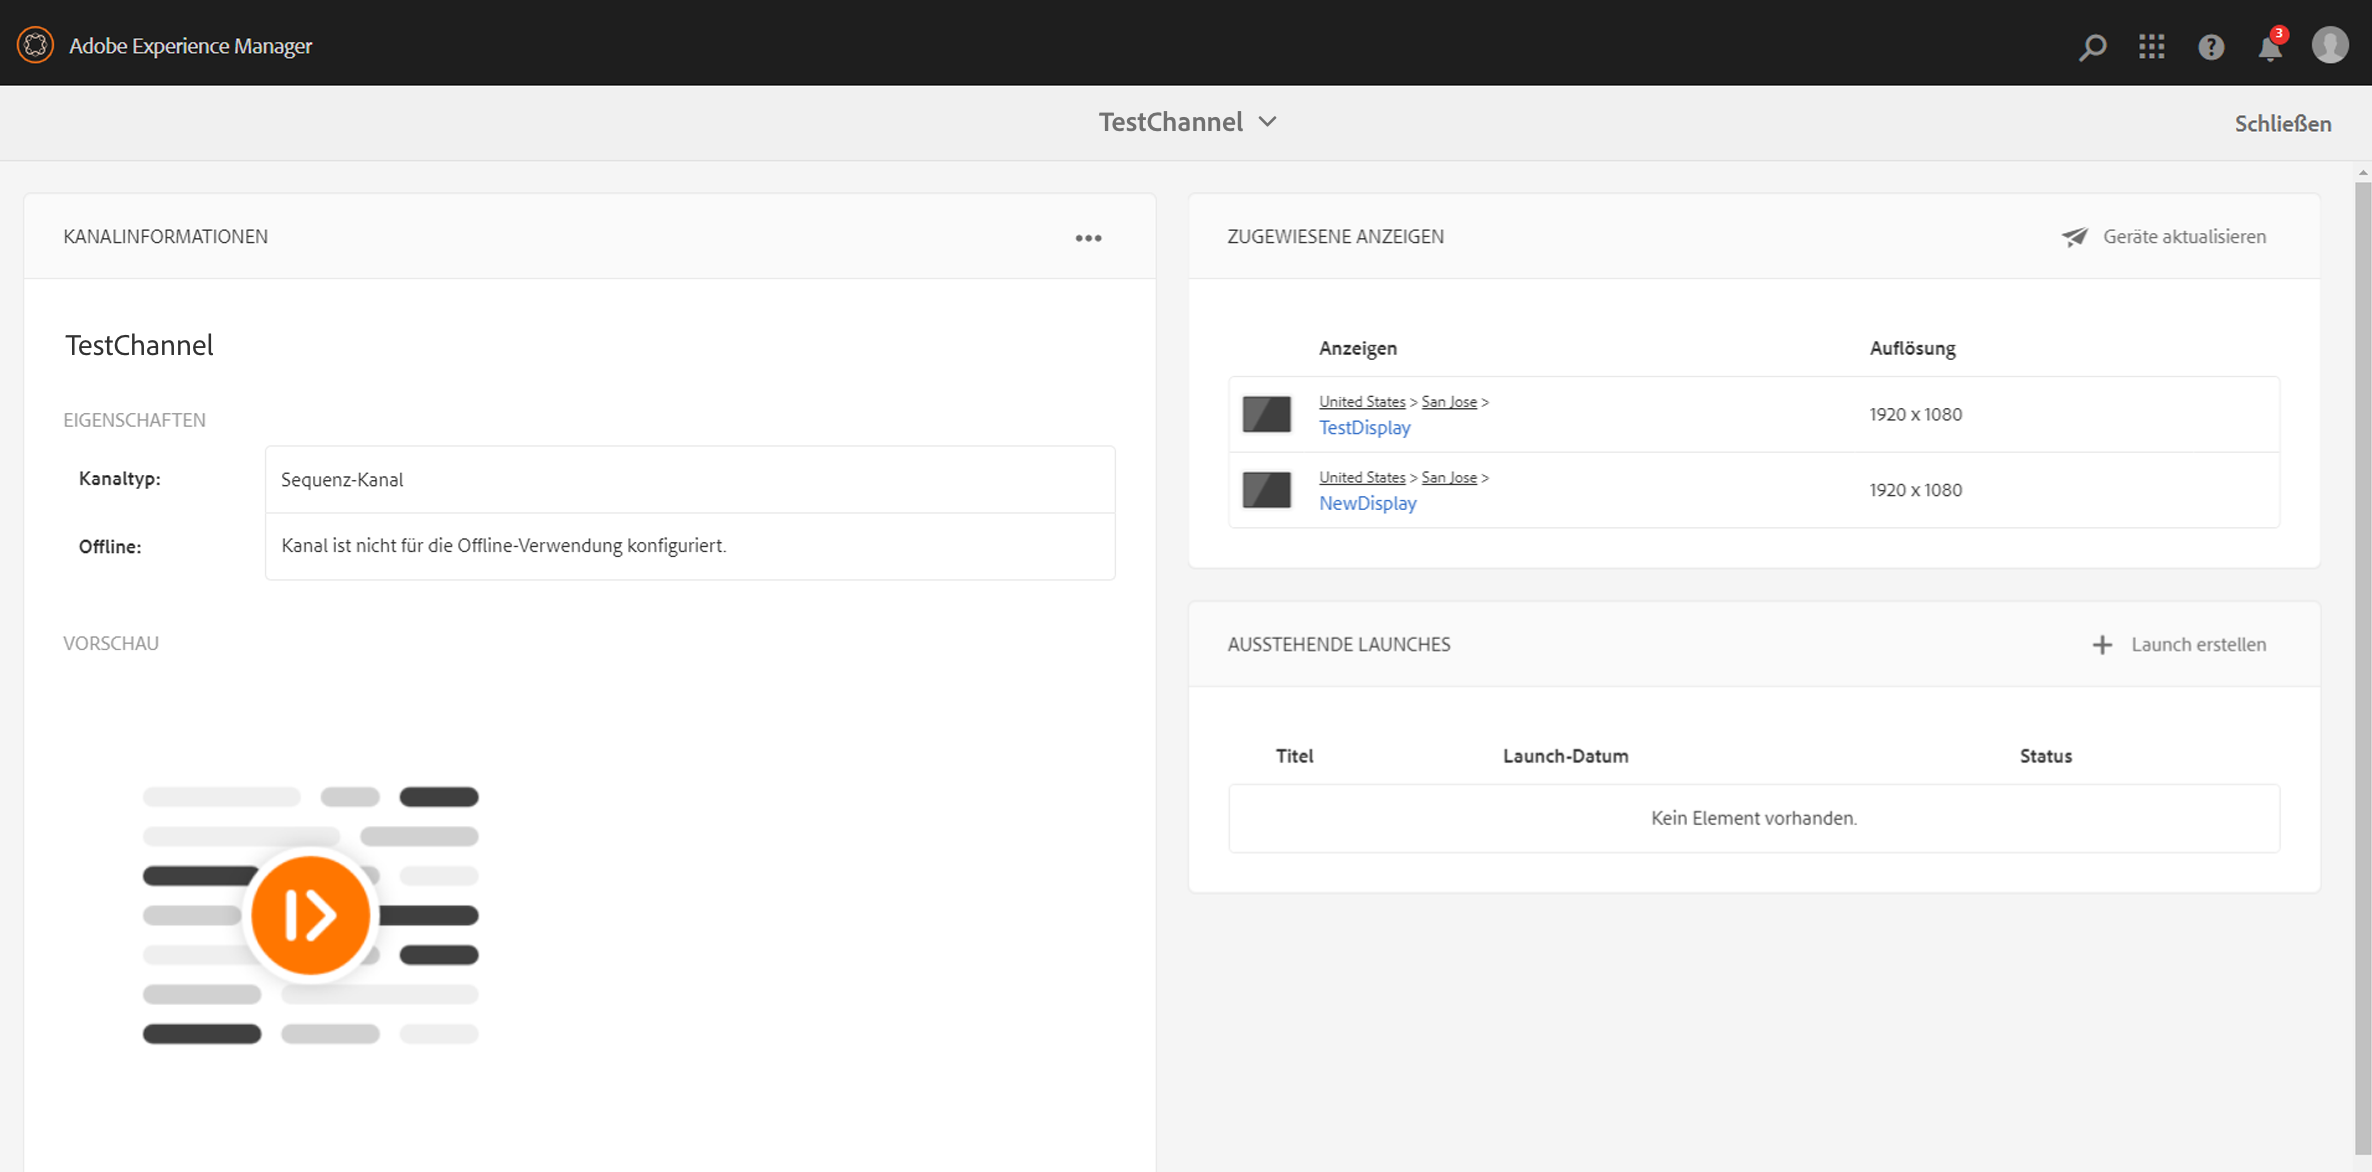 Adobe Experience Manager
3
TestChannel
Schließen
KANALINFORMATIONEN
TestChannel
EIGENSCHAFTEN
Kanaltyp: Sequenz-Kanal
Offline: Kanal ist nicht für die Offline-Verwendung konfiguriert.
VORSCHAU
ZUGEWIESENE ANZEIGEN
Geräte aktualisieren
Anzeigen Auflösung
United States > San Jose >
TestDisplay
1920 x 1080
United States > San Jose >
NewDisplay
1920 x 1080
AUSSTEHENDE LAUNCHES
Launch erstellen
Titel Launch-Datum Status
Kein Element vorhanden.